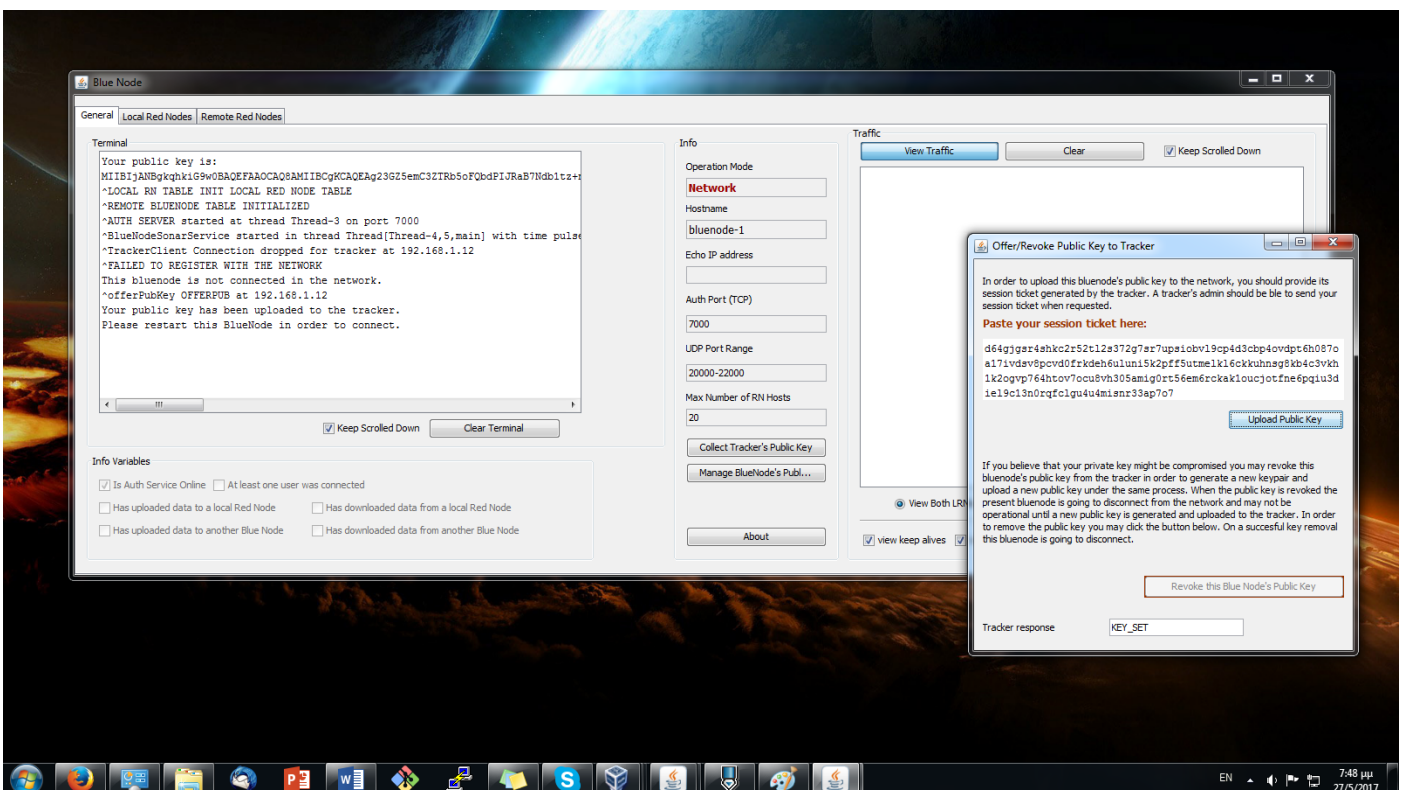 Blue Node
General
Local Red Nodes
Remote Red Nodes
Terminal
Your public key is:
^LOCAL RN TABLE INIT LOCAL RED NODE TABLE
^REMOTE BLUENODE TABLE INITIALIZED
^AUTH SERVER started at thread Thread-3 on port 7000
^BlueNodeSonarService started in thread Thread[Thread-4,5,main] with time pulse
^TrackerClient Connection dropped for tracker at 192.168.1.12
^FAILED TO REGISTER WITH THE NETWORK
This bluenode is not connected in the network.
^offerPubKey OFFERPUB at 192.168.1.12
Your public key has been uploaded to the tracker.
Please restart this BlueNode in order to connect.
Keep Scrolled Down
Clear Terminal
Info Variables
Is Auth Service Online
At least one user was connected
Has uploaded data to a local Red Node
Has downloaded data from a local Red Node
Has uploaded data to another Blue Node
Has downloaded data from another Blue Node
Info
Operation Mode
Network
Hostname
bluenode-1
Echo IP address
Auth Port (TCP)
7000
UDP Port Range
20000-22000
Max Number of RN Hosts
20
Collect Tracker's Public Key
Manage BlueNode's Publ...
About
Traffic
View Traffic
Clear
Keep Scrolled Down
View Both LRN
view keep alives
Offer/Revoke Public Key to Tracker
In order to upload this bluenode's public key to the network, you should provide its
session ticket generated by the tracker. A tracker's admin should be ble to send your
session ticket when requested.
Paste your session ticket here:
Upload Public Key
If you believe that your private key might be compromised you may revoke this
bluenode's public key from the tracker in order to generate a new keypair and
upload a new public key under the same process. When the public key is revoked the
present bluenode is going to disconnect from the network and may not be
operational until a new public key is generated and uploaded to the tracker. In order
to remove the public key you may click the button below. On a succesful key removal
this bluenode is going to disconnect.
Revoke this Blue Node's Public Key
Tracker response
KEY_SET
EN
7:48 μμ
27/5/2017